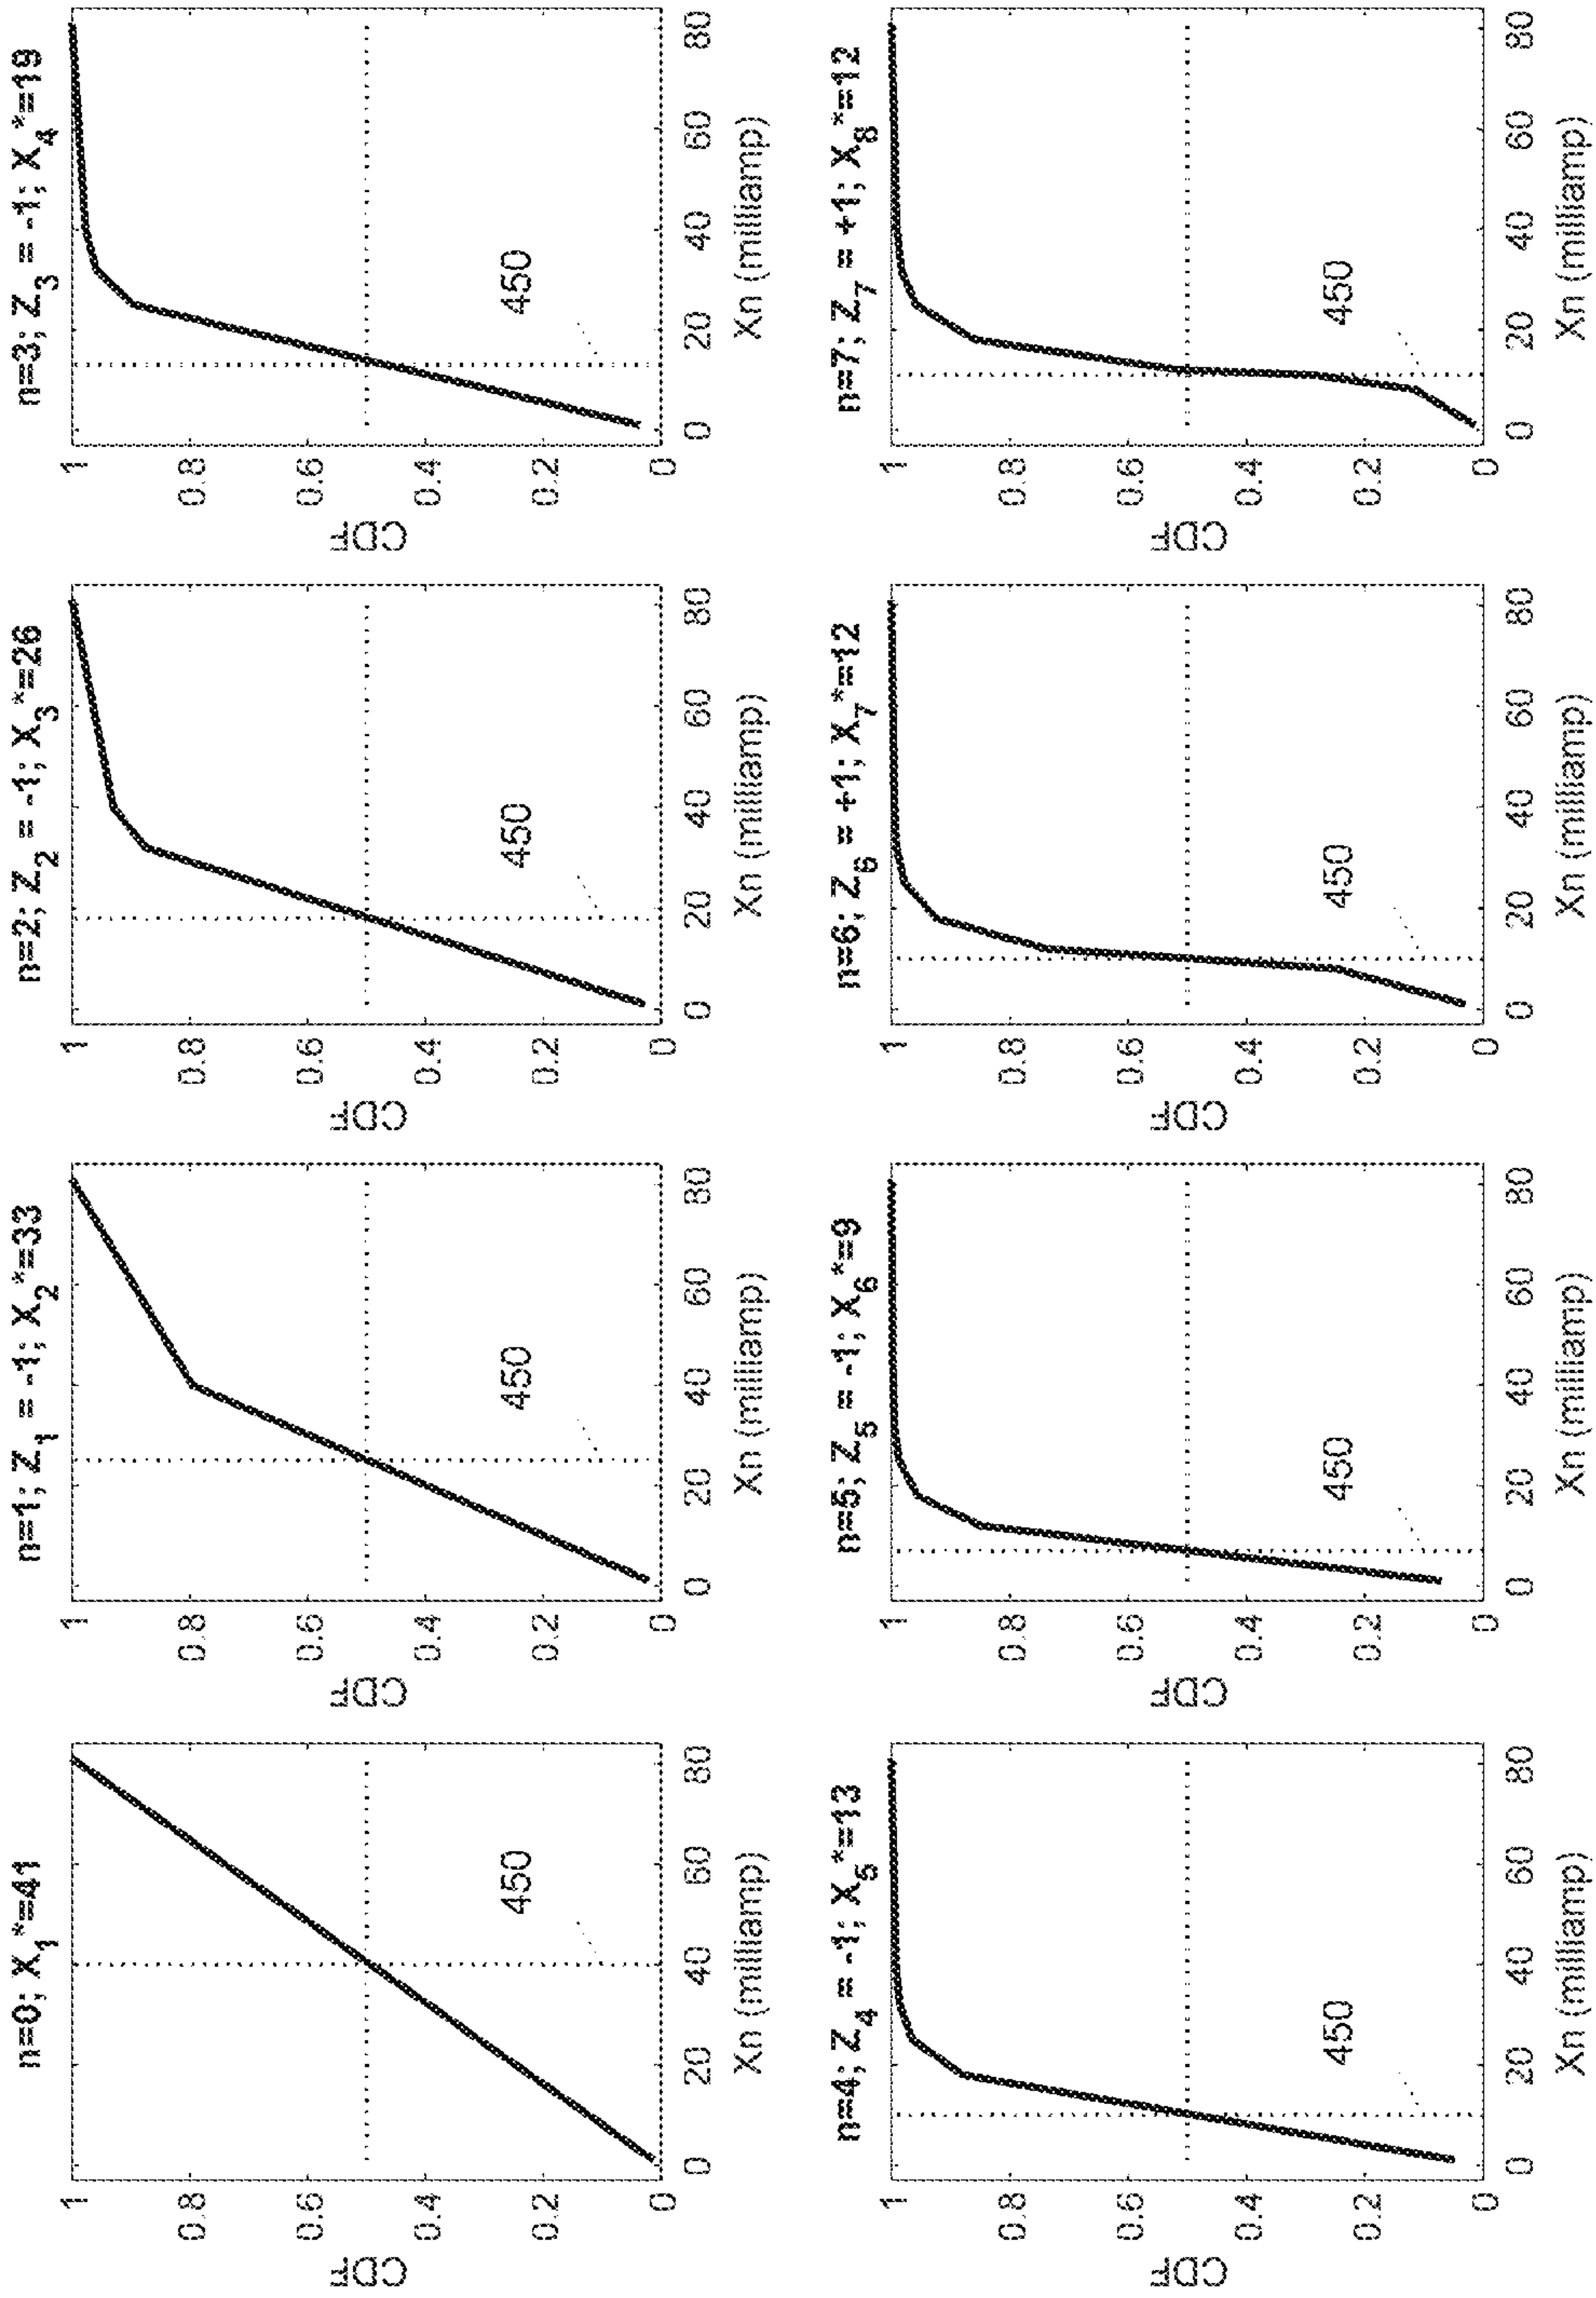 n=0; X1*=41
CDF
1
0.8
0.6
0.4
0.2
0
450
0 20 40 60 80
Xn (milliamp)
n=1; Z1 = -1; X2*=33
CDF
1
0.8
0.6
0.4
0.2
0
450
0 20 40 60 80
Xn (milliamp)
n=2; Z2 = -1; X3*=26
CDF
1
0.8
0.6
0.4
0.2
0
450
0 20 40 60 80
Xn (milliamp)
n=3; Z3 = -1; X4*=19
CDF
1
0.8
0.6
0.4
0.2
0
450
0 20 40 60 80
Xn (milliamp)
n=4; Z4 = -1; X5*=13
CDF
1
0.8
0.6
0.4
0.2
0
450
0 20 40 60 80
Xn (milliamp)
n=5; Z5 = -1; X6*=9
CDF
1
0.8
0.6
0.4
0.2
0
450
0 20 40 60 80
Xn (milliamp)
n=6; Z6 = +1; X7*=12
CDF
1
0.8
0.6
0.4
0.2
0
450
0 20 40 60 80
Xn (milliamp)
n=7; Z7 = +1; X8*=12
CDF
1
0.8
0.6
0.4
0.2
0
450
0 20 40 60 80
Xn (milliamp)